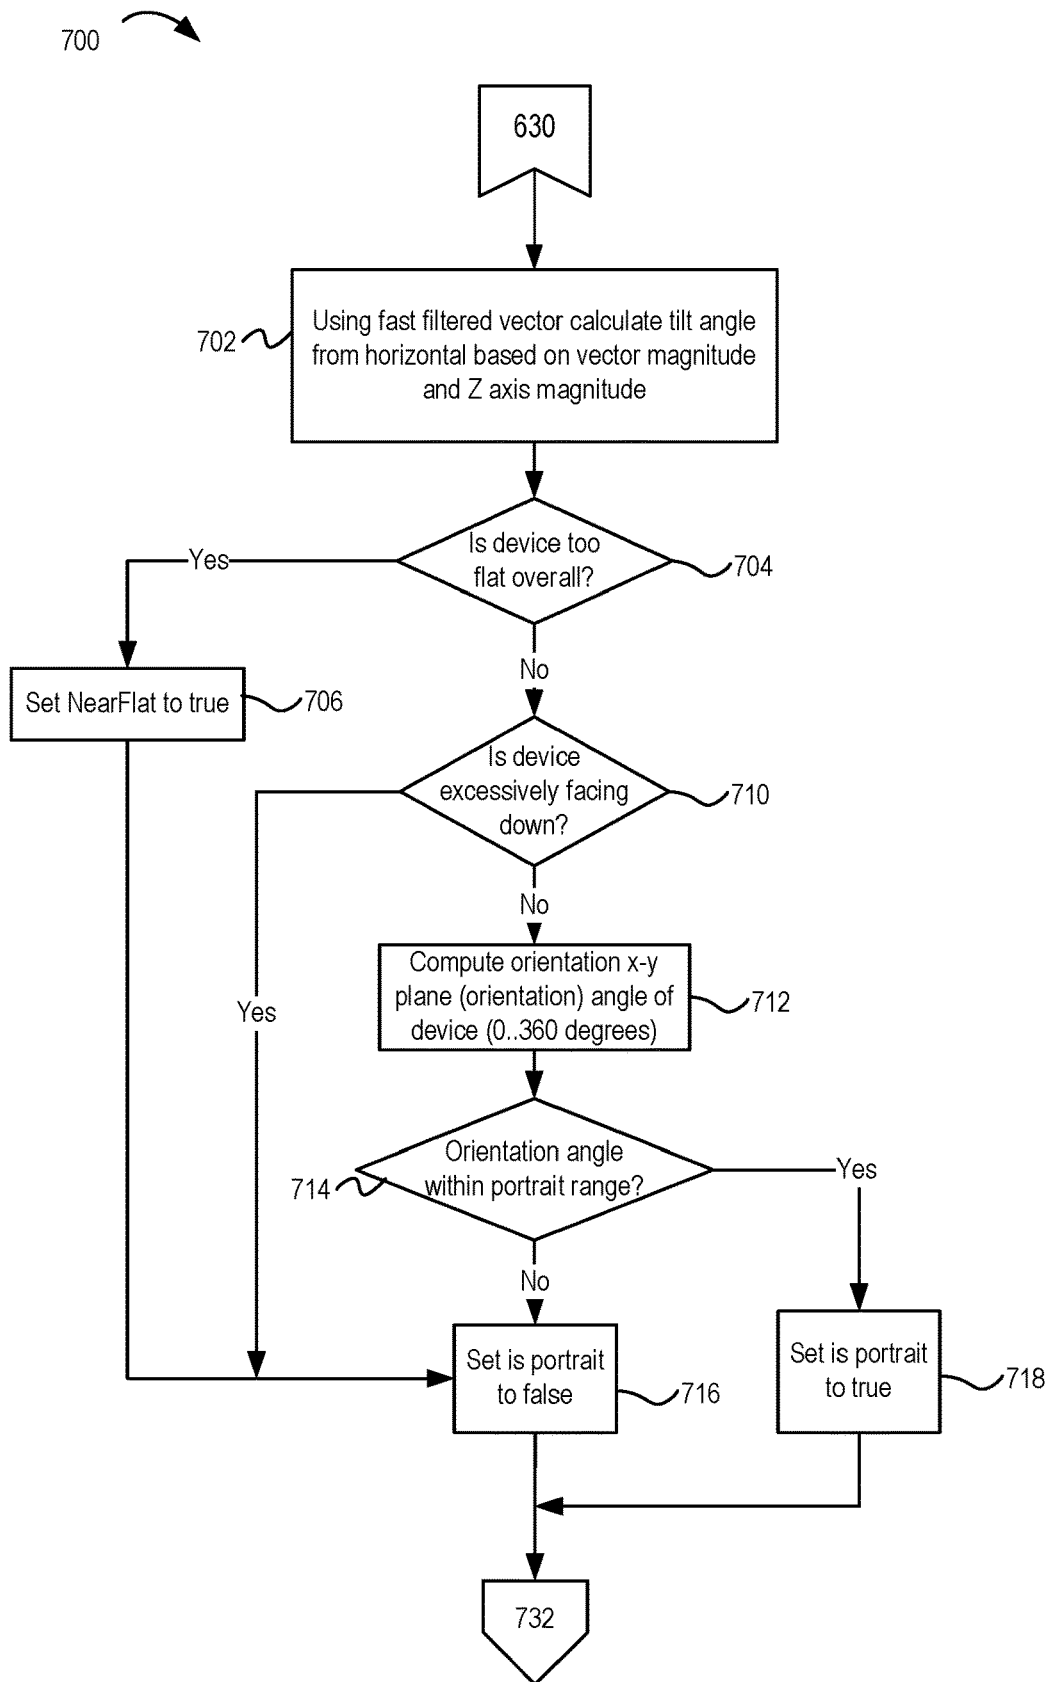 700
630
702
Using fast filtered vector calculate tilt angle
from horizontal based on vector magnitude
and Z axis magnitude
Is device too
flat overall?
704
Yes
No
Set NearFlat to true
706
Is device
excessively facing
down?
710
No
Yes
Compute orientation x-y
plane (orientation) angle of
device (0..360 degrees)
712
Orientation angle
within portrait range?
714
Yes
No
Set is portrait
to false
716
Set is portrait
to true
718
732